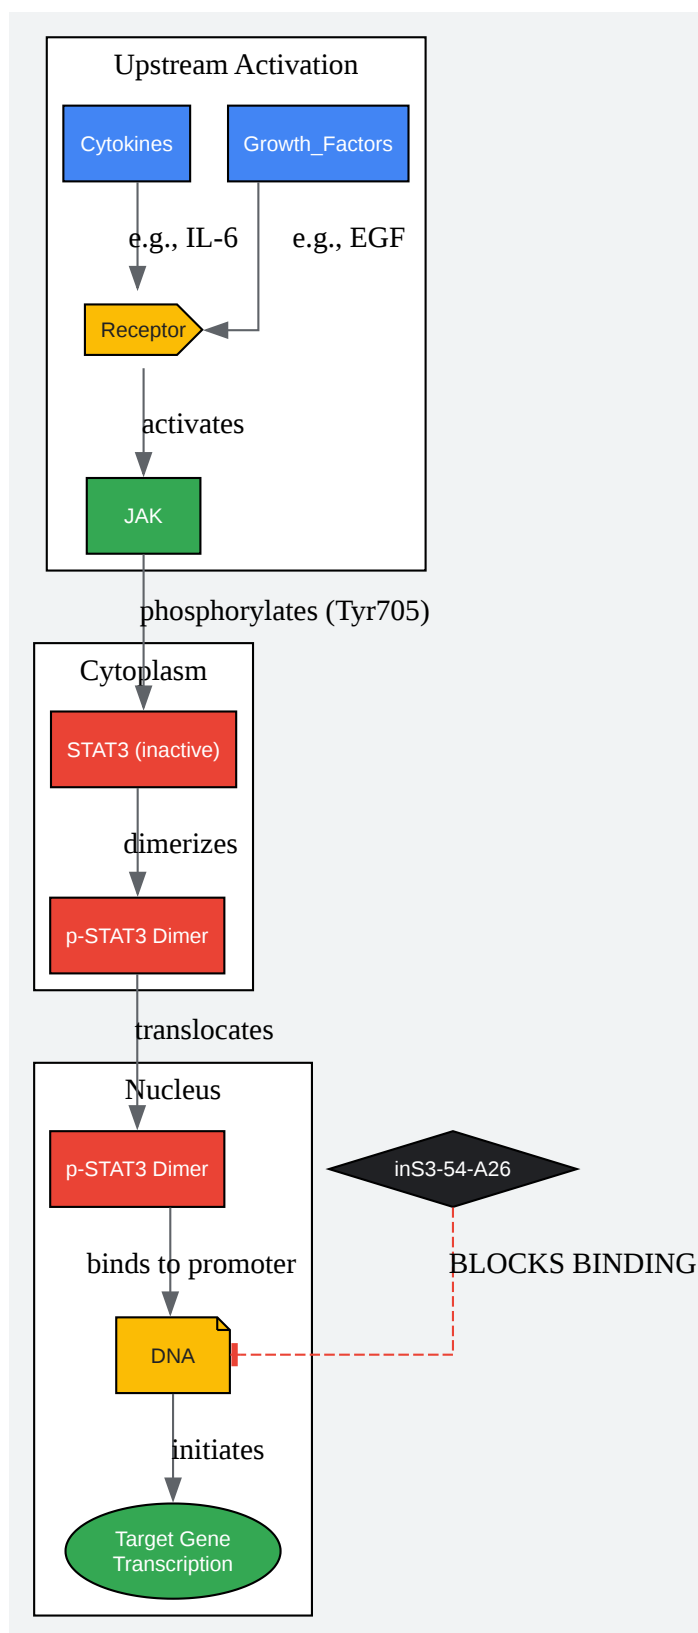 Upstream Activation
Cytokines
Growth_Factors
e.g., IL-6
e.g., EGF
Receptor
activates
JAK
phosphorylates (Tyr705)
Cytoplasm
STAT3 (inactive)
dimerizes
p-STAT3 Dimer
translocates
Nucleus
p-STAT3 Dimer
inS3-54-A26
binds to promoter
BLOCKS BINDING
DNA
initiates
Target Gene
Transcription